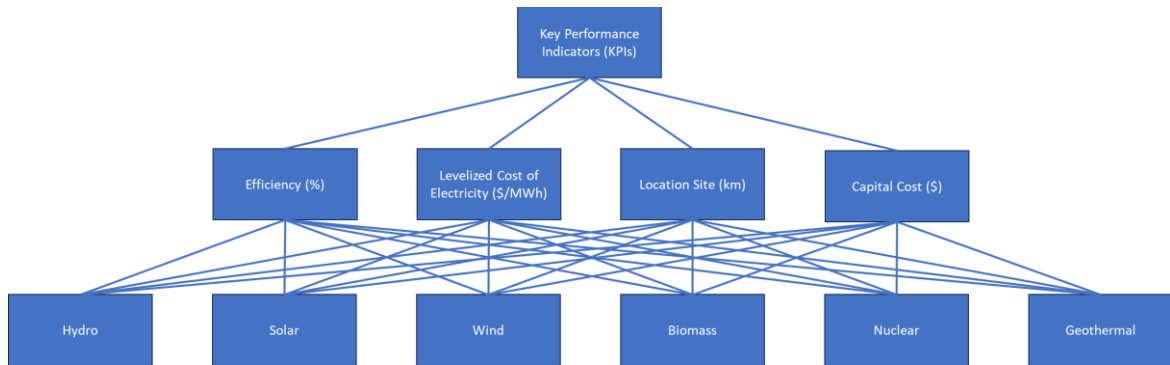 Key Performance
Indicators (KPIs)
Efficiency (%)
Levelized Cost of
Electricity ($/MWh)
Location Site (km)
Capital Cost ($)
Hydro
Solar
Wind
Biomass
Nuclear
Geothermal